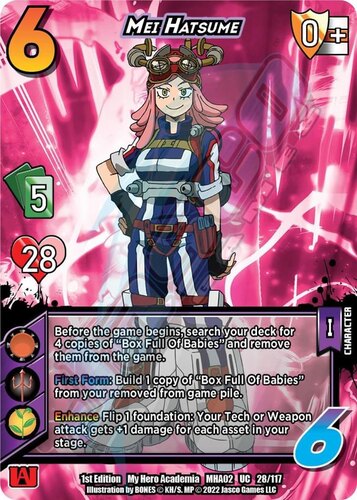 6
MEI HATSUME
0+
5
28
Before the game begins, search your deck for
4 copies of “Box Full Of Babies” and remove
them from the game.
First Form: Build 1 copy of “Box Full Of Babies”
from your removed from game pile.
Enhance Flip 1 foundation: Your Tech or Weapon
attack gets +1 damage for each asset in your
stage.
I
CHARACTER
6
1st Edition My Hero Academia MHA02 UC 28/117
Illustration by BONES © KH/S. MP © 2022 Jasco Games LLC